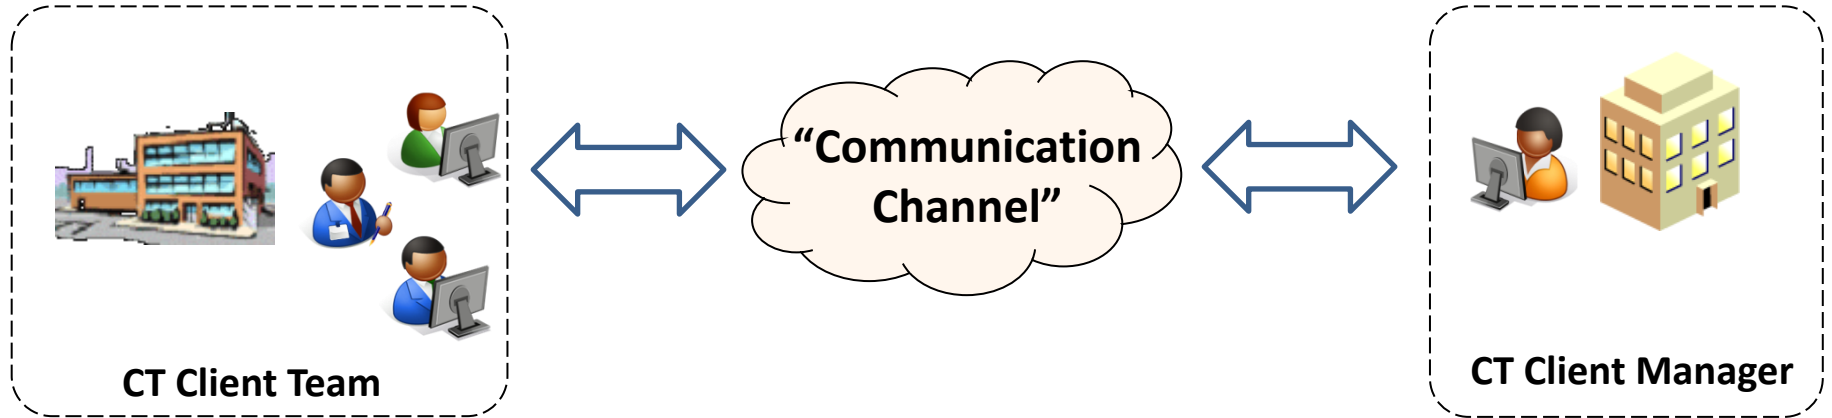 “Communication
Channel”
CT Client Team
CT Client Manager